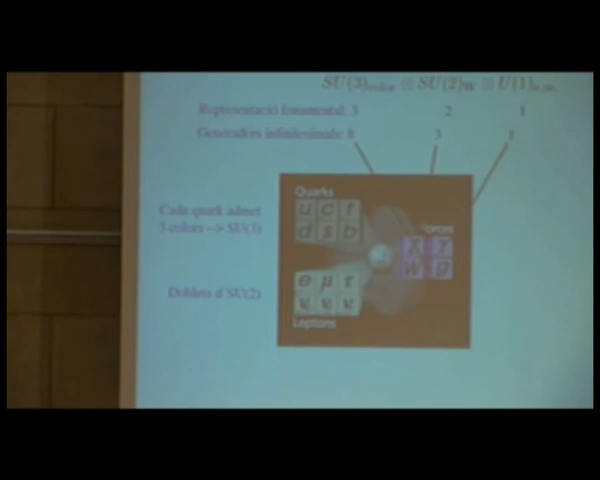 SU(3)color ⊗ SU(2)W ⊗ U(1)e.m.
Representació fonamental: 3 2 1
Generadors infinitesimals: 8 3 1
Quarks
u c t
d s b
Cada quark admet
3 colors --> SU(3)
Forces
Z γ
W g
Doblets d'SU(2)
e μ τ
Leptons